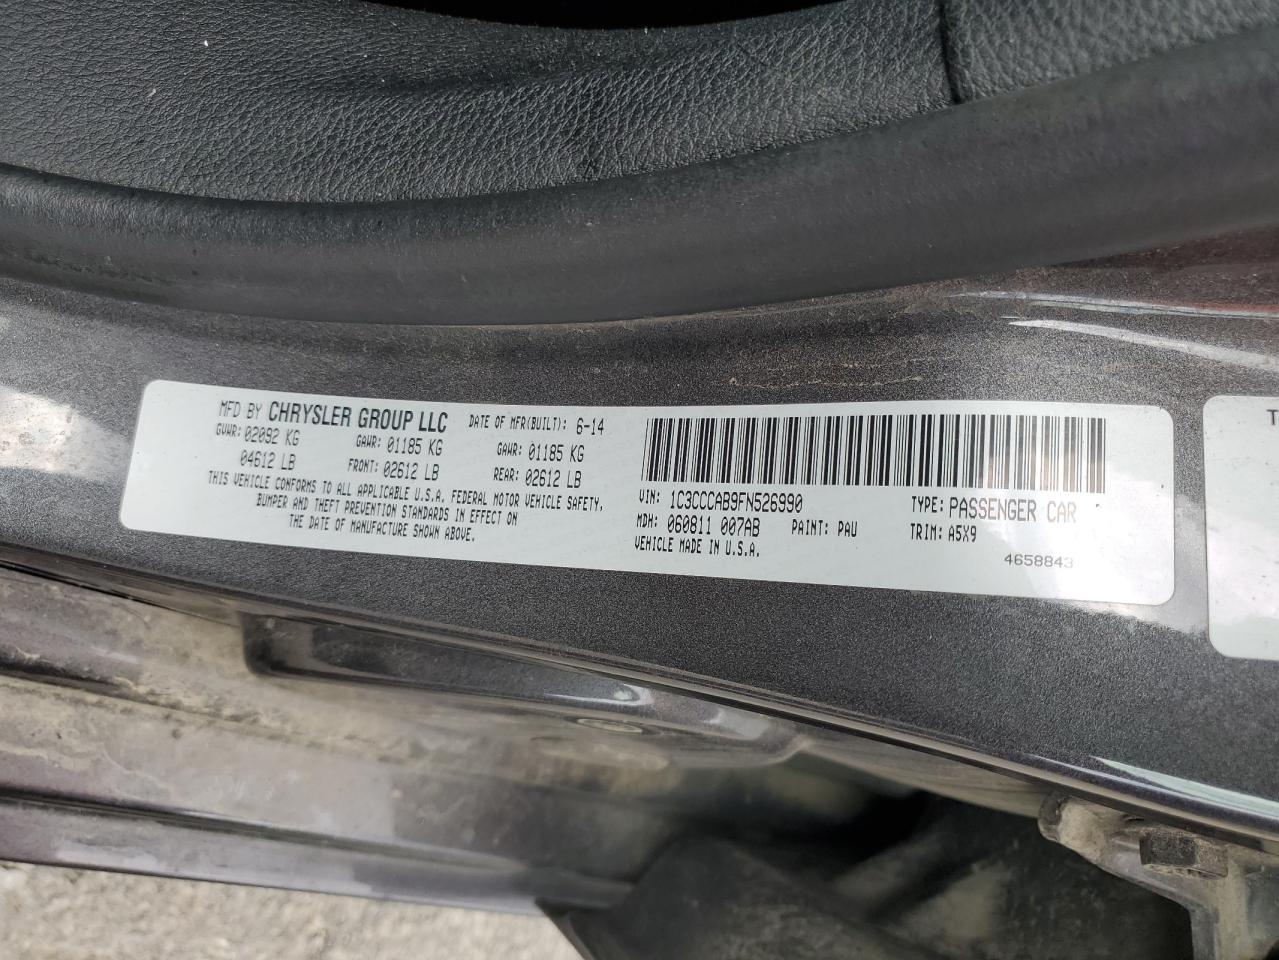 MFD BY CHRYSLER GROUP LLC DATE OF MFR(BUILT): 6-14
GVWR: 02092 KG GAWR: 01185 KG GAWR: 01185 KG
04612 LB FRONT: 02612 LB REAR: 02612 LB
THIS VEHICLE CONFORMS TO ALL APPLICABLE U.S.A. FEDERAL MOTOR VEHICLE SAFETY,
BUMPER AND THEFT PREVENTION STANDARDS IN EFFECT ON
THE DATE OF MANUFACTURE SHOWN ABOVE.
VIN: 1C3CCCAB9FN526990 TYPE: PASSENGER CAR
MDH: 060811 007AB PAINT: PAU TRIM: A5X9
VEHICLE MADE IN U.S.A.
4658843
T